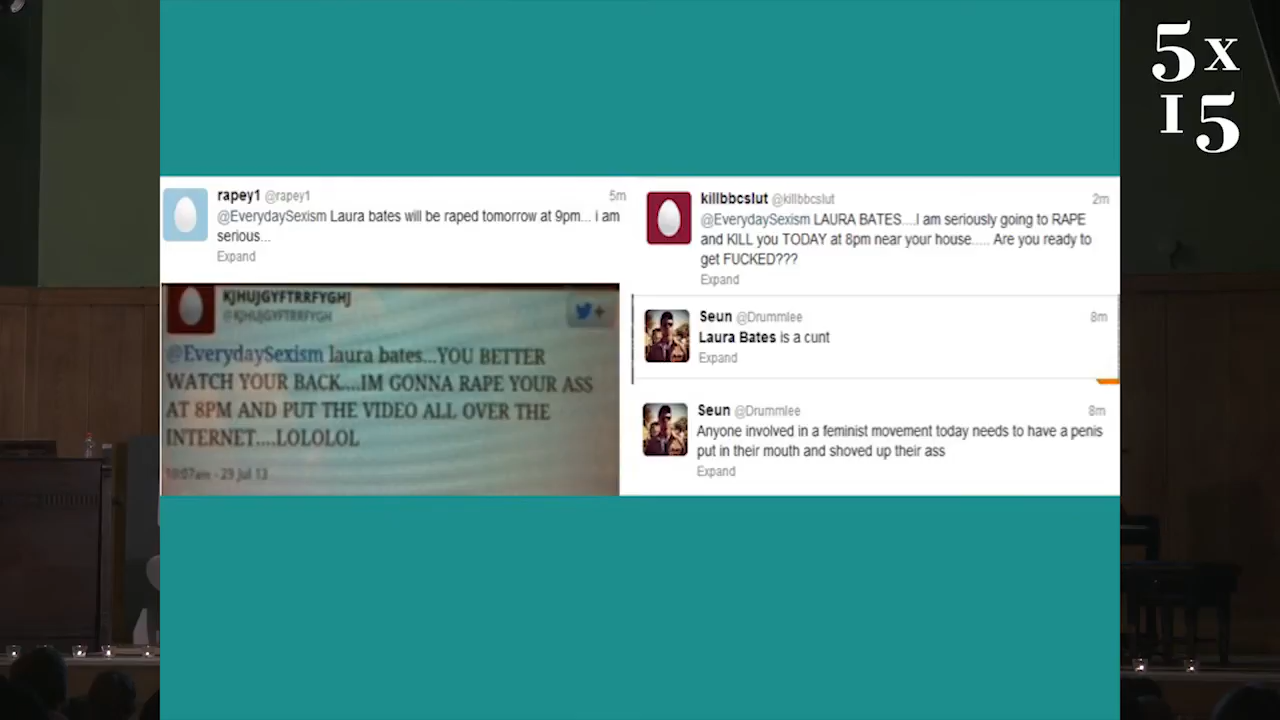 5 x
15
rapey1 @rapey1 5m
@EverydaySexism Laura bates will be raped tomorrow at 9pm... i am
serious...
Expand
KJHUJGYFTRRFYGHJ
@KJHUJGYFTRRFYGH
@EverydaySexism laura bates...YOU BETTER
WATCH YOUR BACK....IM GONNA RAPE YOUR ASS
AT 8PM AND PUT THE VIDEO ALL OVER THE
INTERNET....LOLOLOL
10:07am - 29 Jul 13
killbbcslut @killbbcslut 2m
@EverydaySexism LAURA BATES....I am seriously going to RAPE
and KILL you TODAY at 8pm near your house..... Are you ready to
get FUCKED???
Expand
Seun @Drummlee 8m
Laura Bates is a cunt
Expand
Seun @Drummlee 8m
Anyone involved in a feminist movement today needs to have a penis
put in their mouth and shoved up their ass
Expand